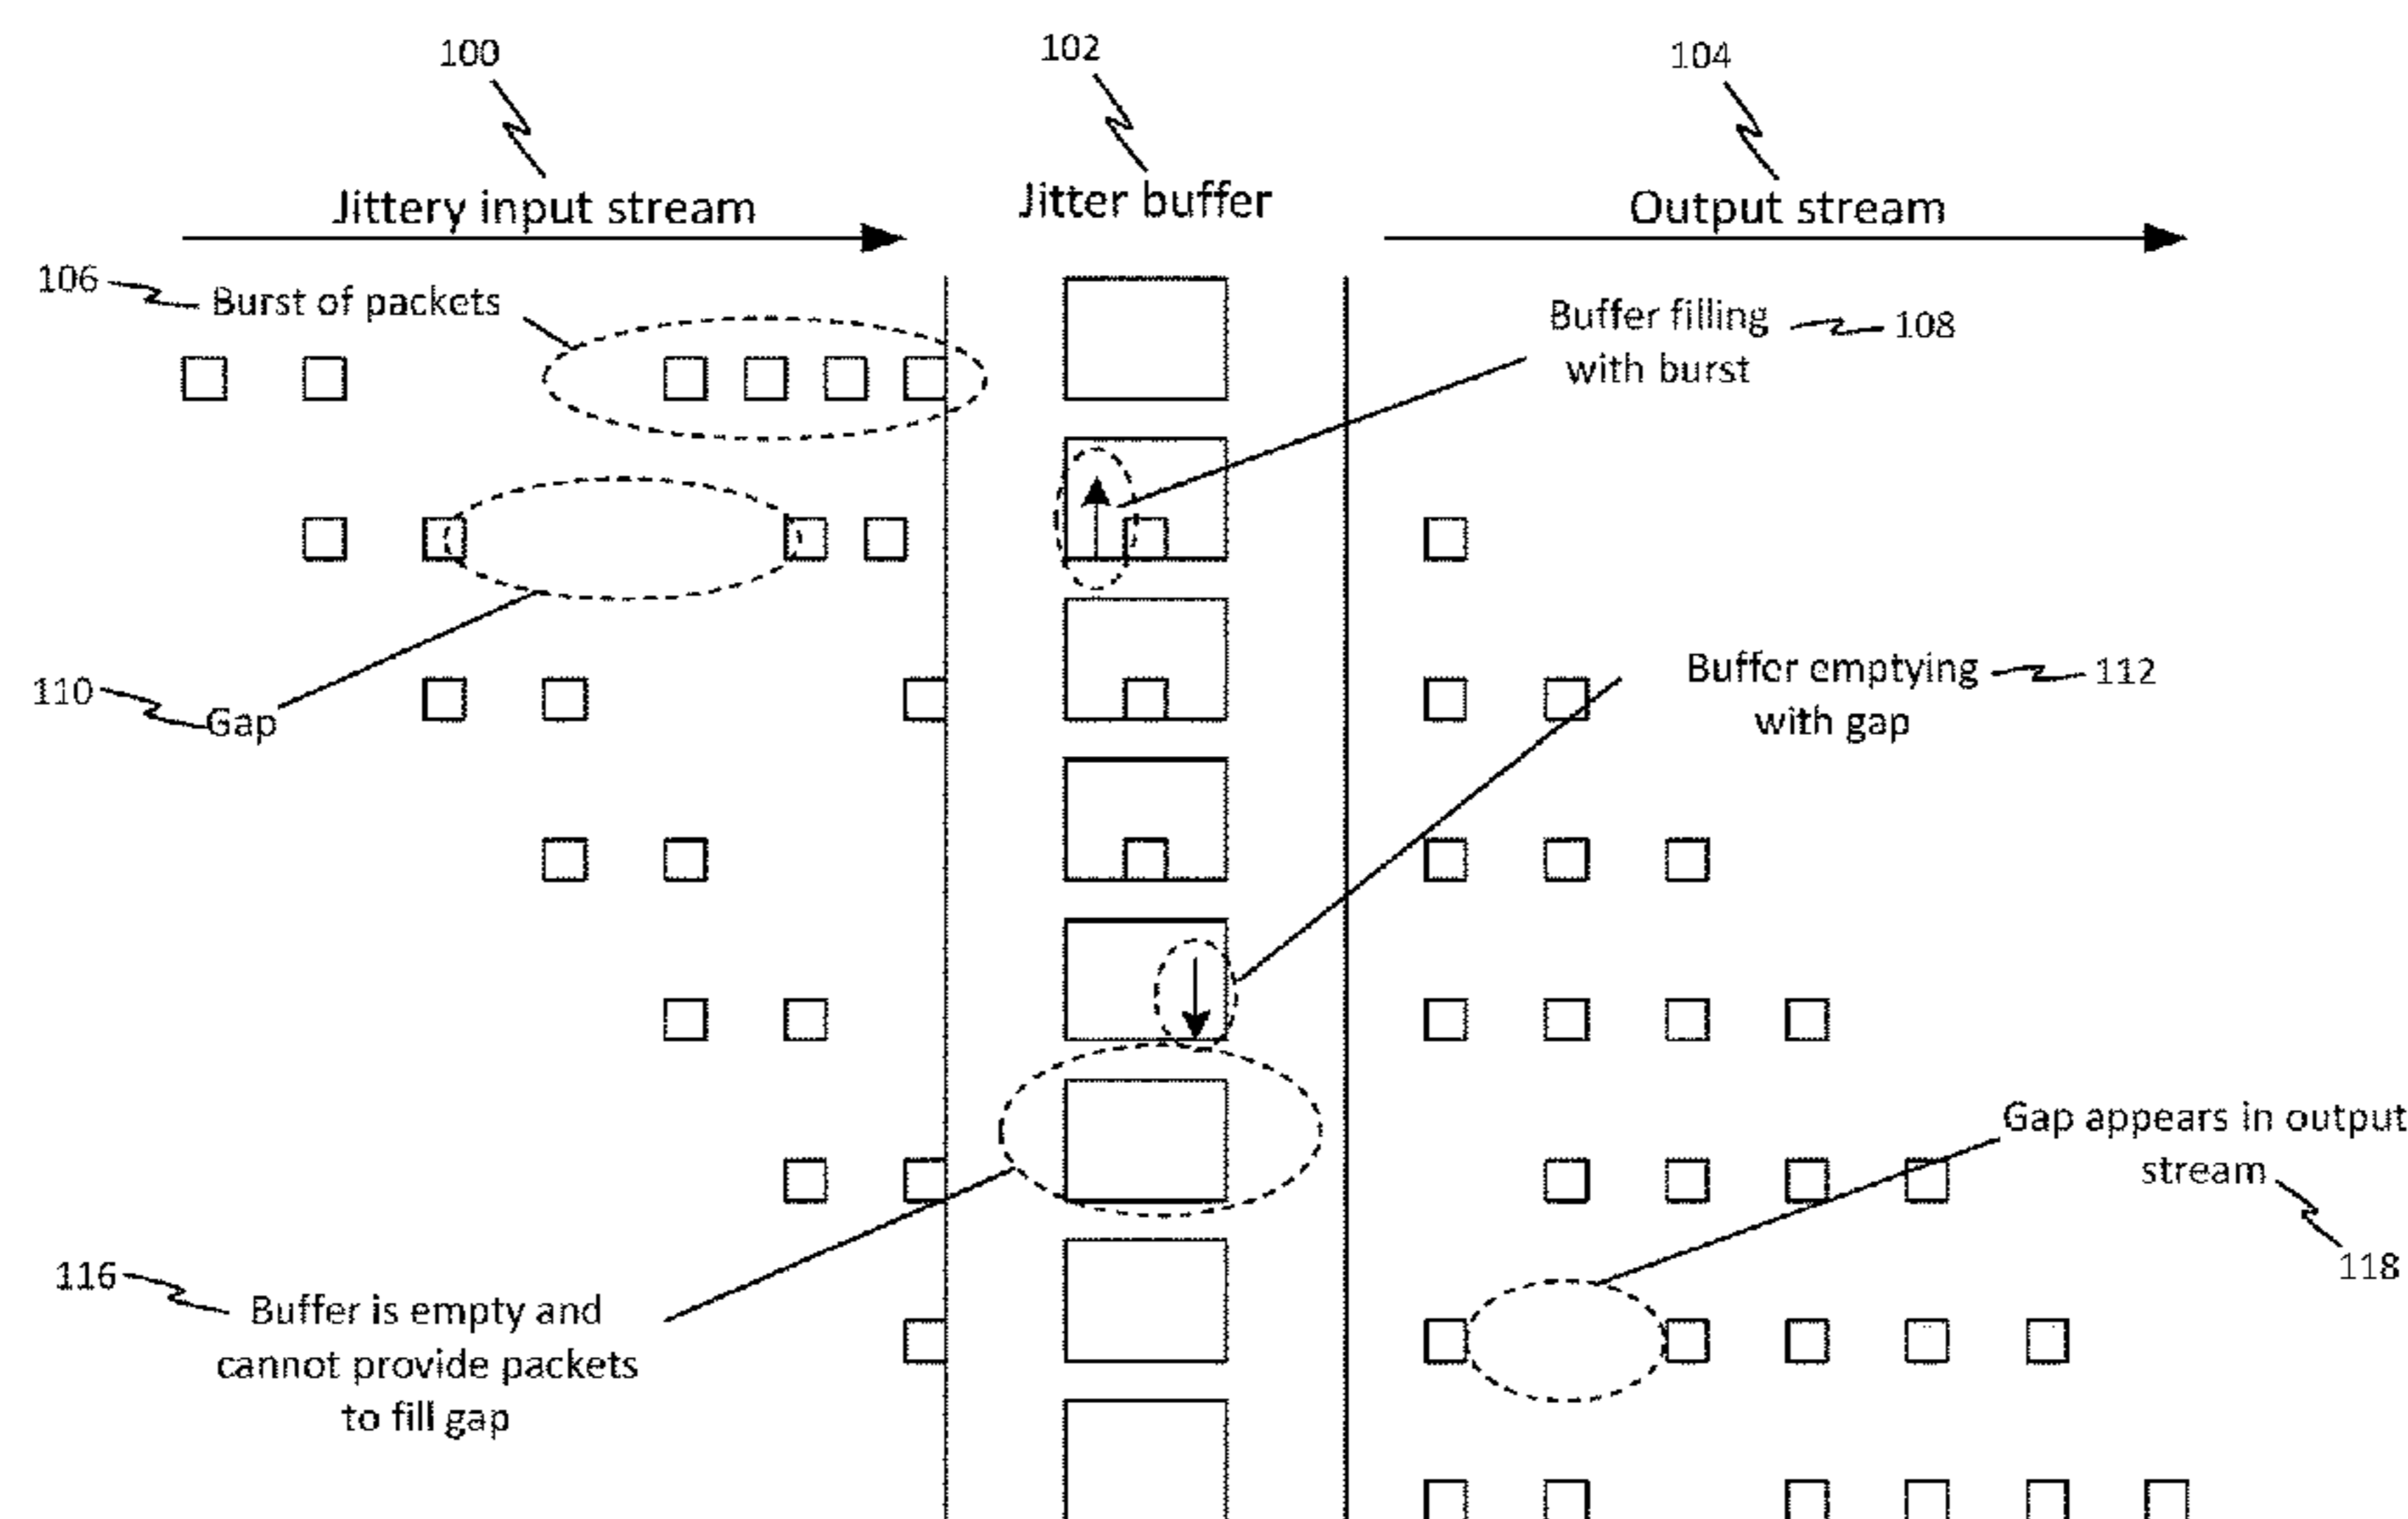 100
102
104
Jittery input stream
Jitter buffer
Output stream
106
Burst of packets
Buffer filling
with burst
108
110
Gap
Buffer emptying
with gap
112
Gap appears in output
stream
118
116
Buffer is empty and
cannot provide packets
to fill gap